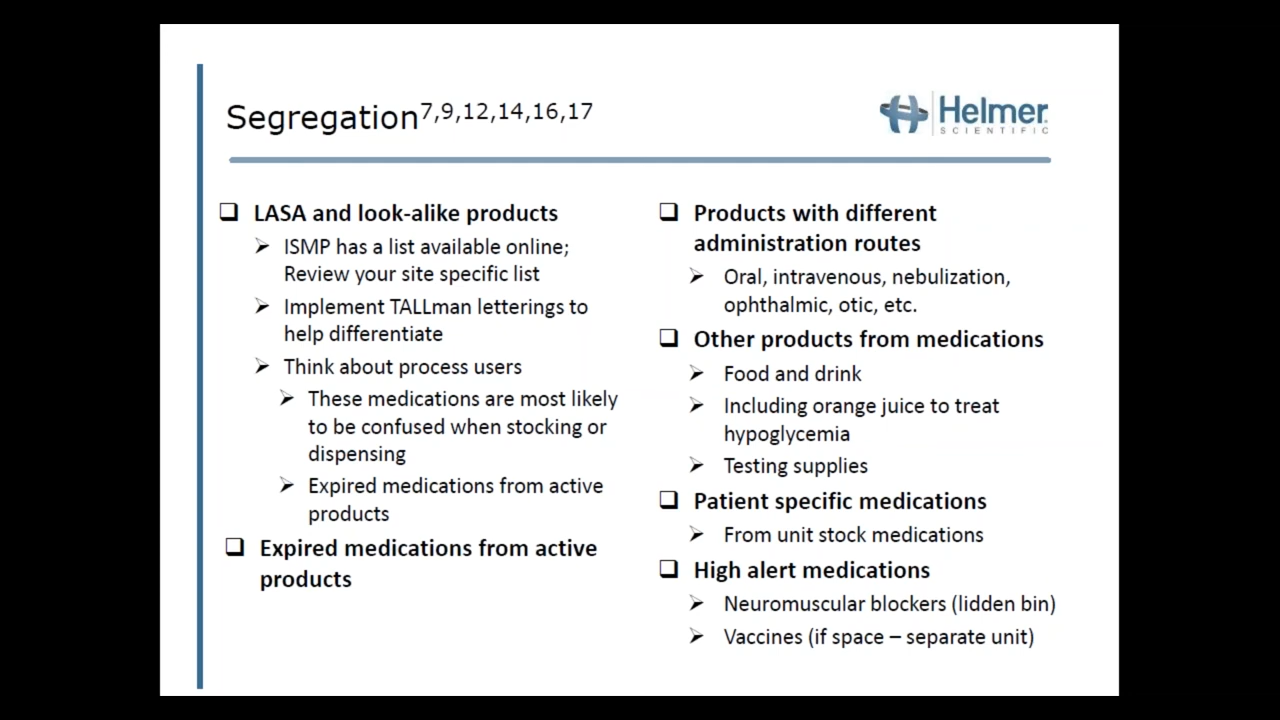 Segregation7,9,12,14,16,17
Helmer
SCIENTIFIC
LASA and look-alike products
ISMP has a list available online;
Review your site specific list
Implement TALLman letterings to
help differentiate
Think about process users
These medications are most likely
to be confused when stocking or
dispensing
Expired medications from active
products
Expired medications from active
products
Products with different
administration routes
Oral, intravenous, nebulization,
ophthalmic, otic, etc.
Other products from medications
Food and drink
Including orange juice to treat
hypoglycemia
Testing supplies
Patient specific medications
From unit stock medications
High alert medications
Neuromuscular blockers (lidden bin)
Vaccines (if space – separate unit)